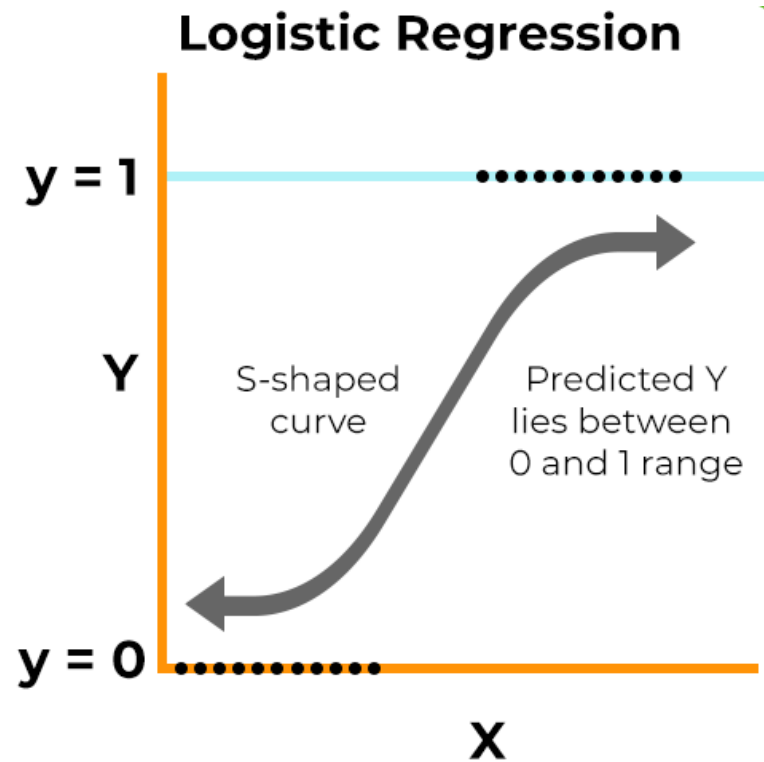 Logistic Regression
y = 1
Y
S-shaped
curve
Predicted Y
lies between
0 and 1 range
y = 0
X